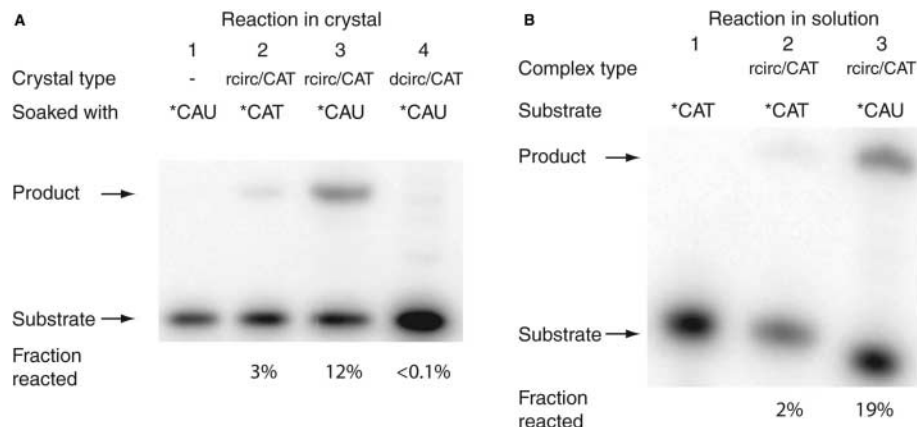 A
Reaction in crystal
1 2 3 4
Crystal type - rcirc/CAT rcirc/CAT dcirc/CAT
Soaked with *CAU *CAT *CAU *CAU
Product
Substrate
Fraction
reacted 3% 12% <0.1%
B
Reaction in solution
1 2 3
Complex type rcirc/CAT rcirc/CAT
Substrate *CAT *CAT *CAU
Product
Substrate
Fraction
reacted 2% 19%